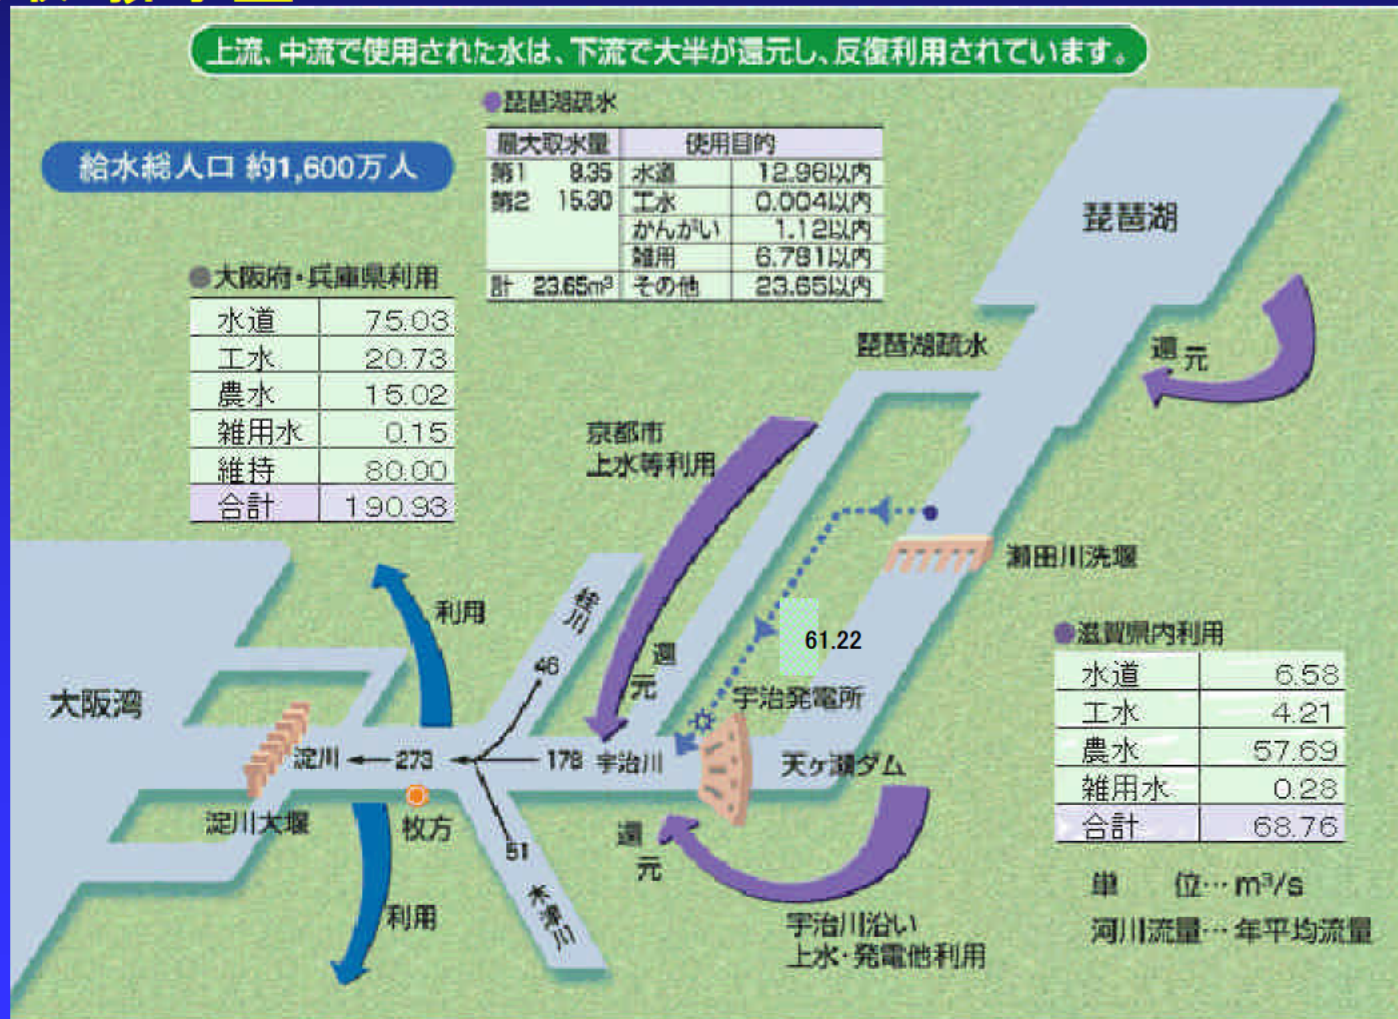 上流、中流で使用された水は、下流で大半が還元し、反復利用されています。
給水総人口 約1,600万人
●琵琶湖疏水
最大取水量 使用目的
第1 8.35 水道 12.96以内
第2 15.30 工水 0.004以内
かんがい 1.12以内
雑用 6.781以内
計 23.65m³ その他 23.65以内
●大阪府・兵庫県利用
水道 75.03
工水 20.73
農水 15.02
雑用水 0.15
維持 80.00
合計 190.93
琵琶湖
琵琶湖疏水
還元
京都市
上水等利用
瀬田川洗堰
利用
桂川
46
還元
61.22
宇治発電所
●滋賀県内利用
水道 6.58
工水 4.21
農水 57.69
雑用水 0.28
合計 68.76
単 位…m³/s
河川流量…年平均流量
大阪湾
淀川
273
178
宇治川
天ヶ瀬ダム
淀川大堰
枚方
51
木津川
還元
利用
宇治川沿い
上水・発電他利用